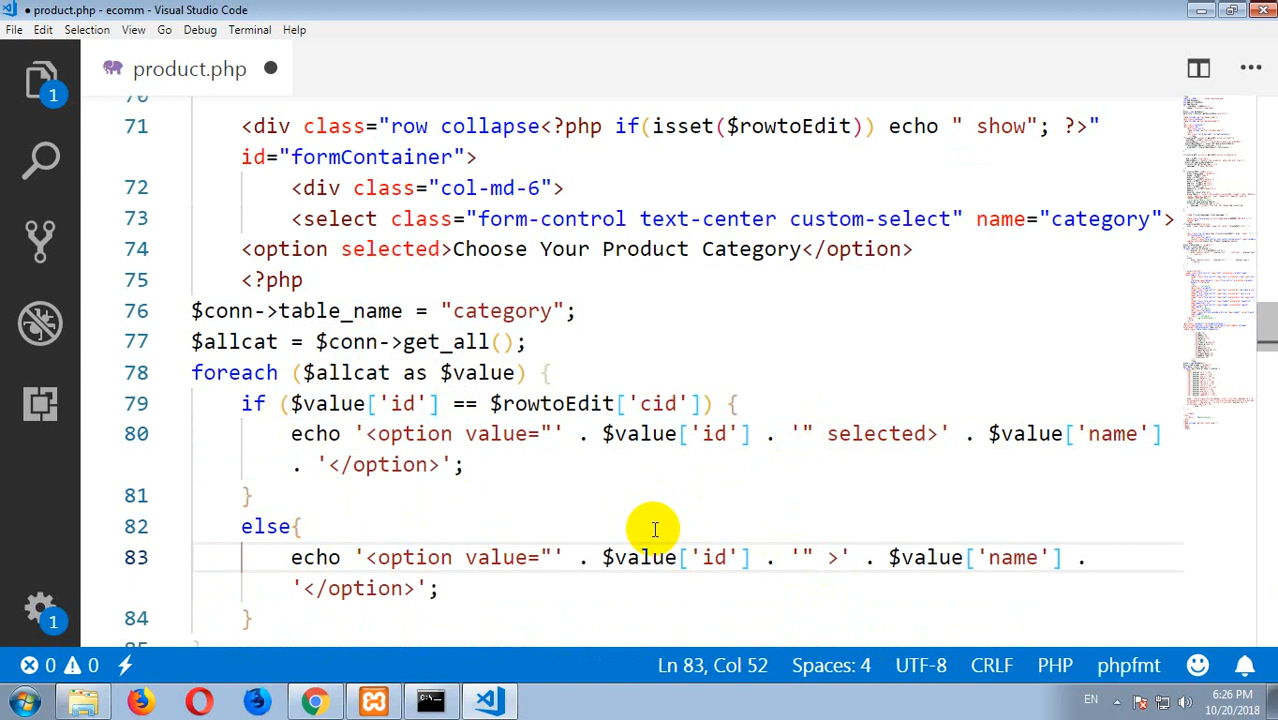 ● product.php - ecomm - Visual Studio Code
File Edit Selection View Go Debug Terminal Help
product.php ●
70
71 <div class="row collapse<?php if(isset($rowtoEdit)) echo " show"; ?>"
id="formContainer">
72 <div class="col-md-6">
73 <select class="form-control text-center custom-select" name="category">
74 <option selected>Choose Your Product Category</option>
75 <?php
76 $conn->table_name = "category";
77 $allcat = $conn->get_all();
78 foreach ($allcat as $value) {
79 if ($value['id'] == $rowtoEdit['cid']) {
80 echo '<option value="' . $value['id'] . '" selected>' . $value['name']
. '</option>';
81 }
82 else{
83 echo '<option value="' . $value['id'] . '" >' . $value['name'] .
'</option>';
84 }
1
1
0 0 Ln 83, Col 52 Spaces: 4 UTF-8 CRLF PHP phpfmt
EN 6:26 PM
10/20/2018